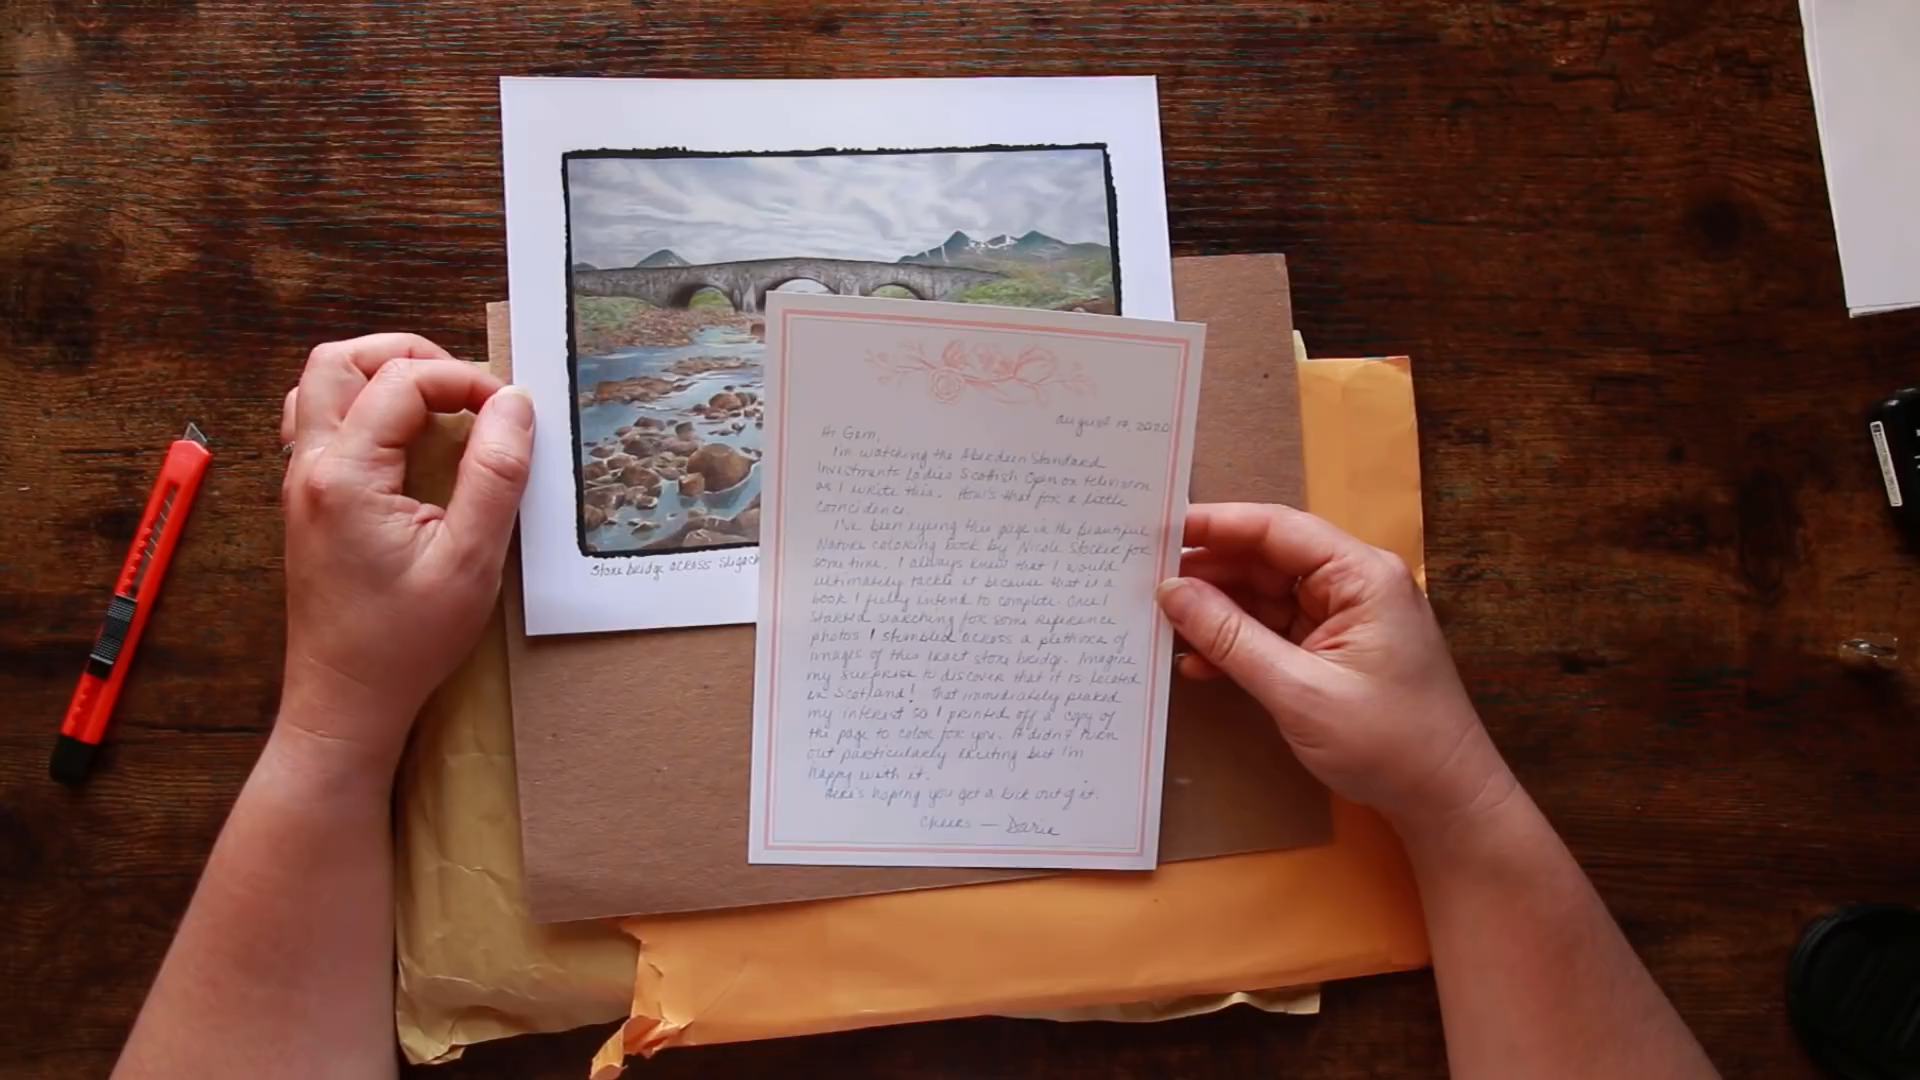 Stone bridge across Sligach
august 17, 2020
Hi Gem,
I'm watching the Aberdeen Standard
Investments Ladies Scottish Open on television
as I write this. How's that for a little
coincidence.
I've been eyeing this page in the beautiful
Nature coloring book by Nicole Stocker for
some time. I always knew that I would
ultimately tackle it because that is a
book I fully intend to complete. Once I
started searching for some reference
photos I stumbled across a plethora of
images of this exact stone bridge. Imagine
my surprise to discover that it is located
in Scotland! That immediately peaked
my interest so I printed off a copy of
the page to color for you. It didn't turn
out particularly exciting but I'm
happy with it.
Here's hoping you get a kick out of it.
Cheers — Darie